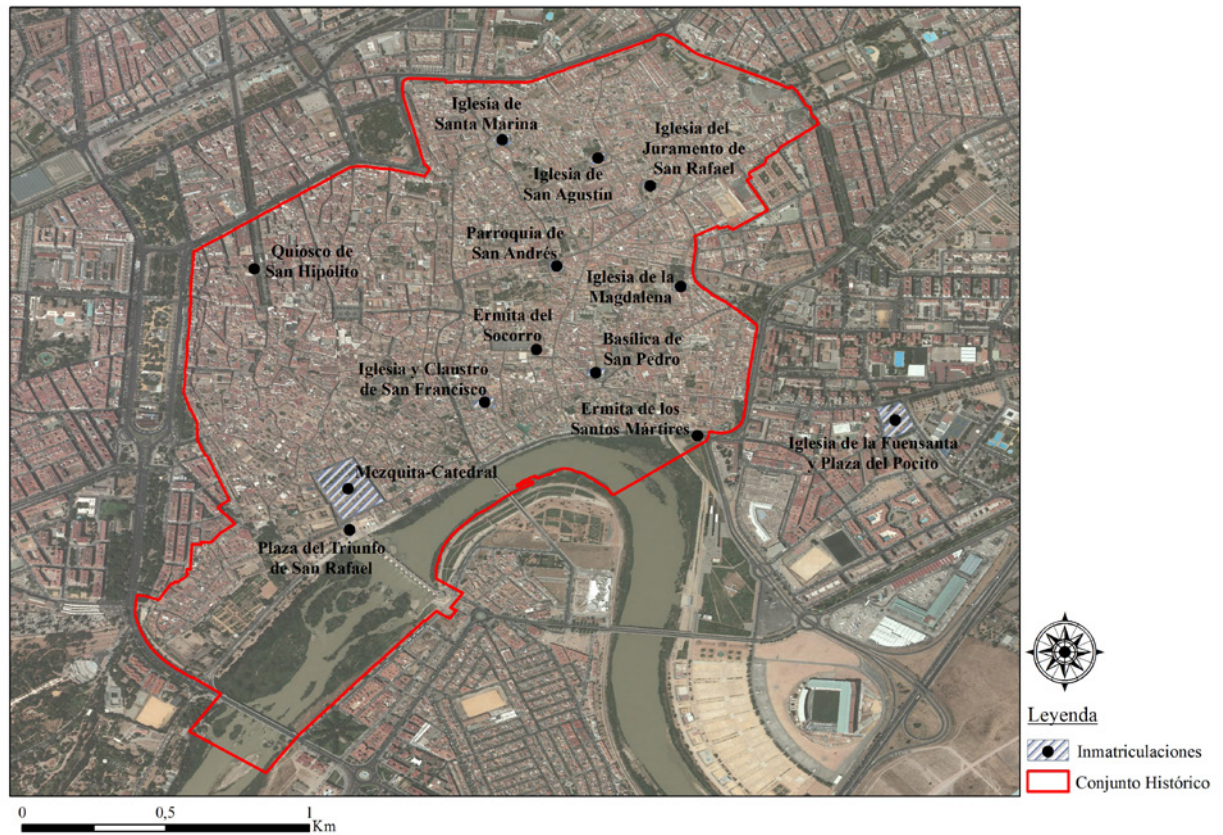 Iglesia de
Santa Marina
Iglesia del
Juramento de
San Rafael
Iglesia de
San Agustín
Parroquia de
San Andrés
Quiosco de
San Hipólito
Iglesia de la
Magdalena
Ermita del
Socorro
Basílica de
San Pedro
Iglesia y Claustro
de San Francisco
Ermita de los
Santos Mártires
Iglesia de la Fuensanta
y Plaza del Pocito
Mezquita-Catedral
Plaza del Triunfo
de San Rafael
Leyenda
Inmatriculaciones
Conjunto Histórico
0 0,5 1
Km